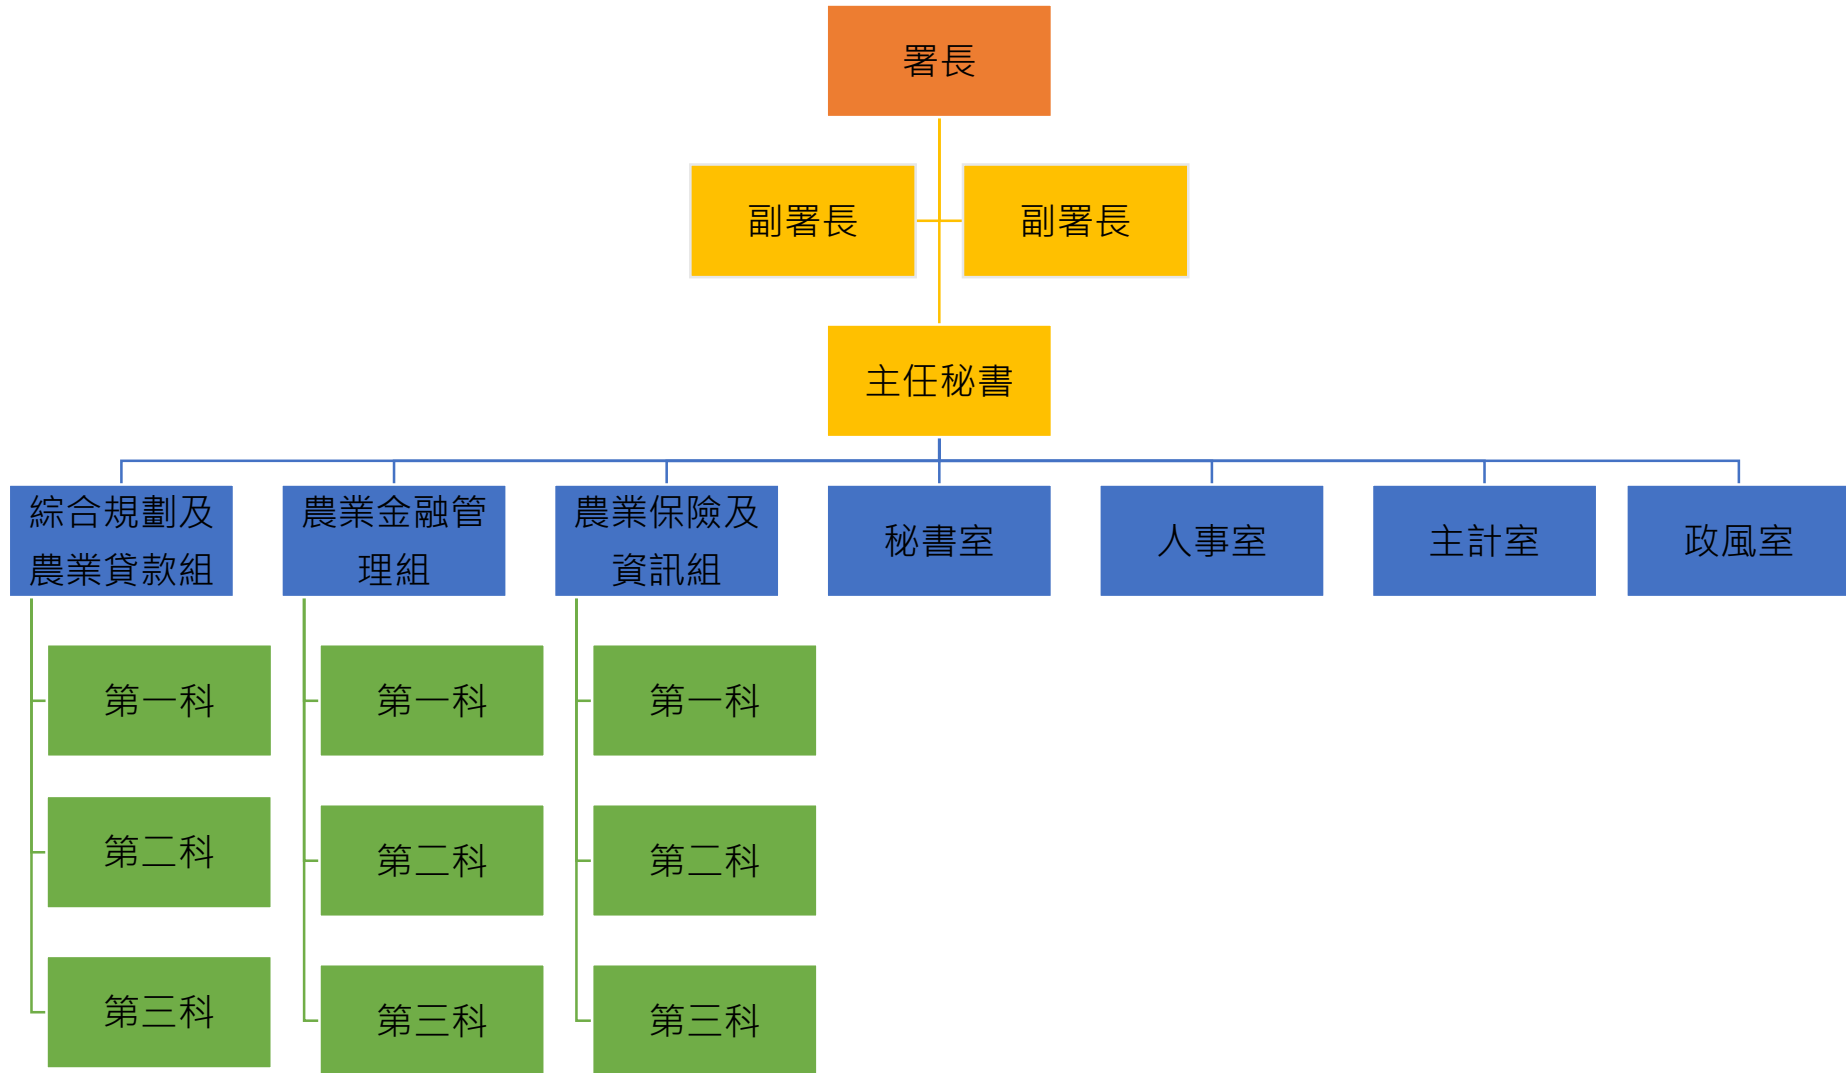 署長
副署長
副署長
主任秘書
綜合規劃及
農業貸款組
農業金融管
理組
農業保險及
資訊組
秘書室
人事室
主計室
政風室
第一科
第一科
第一科
第二科
第二科
第二科
第三科
第三科
第三科